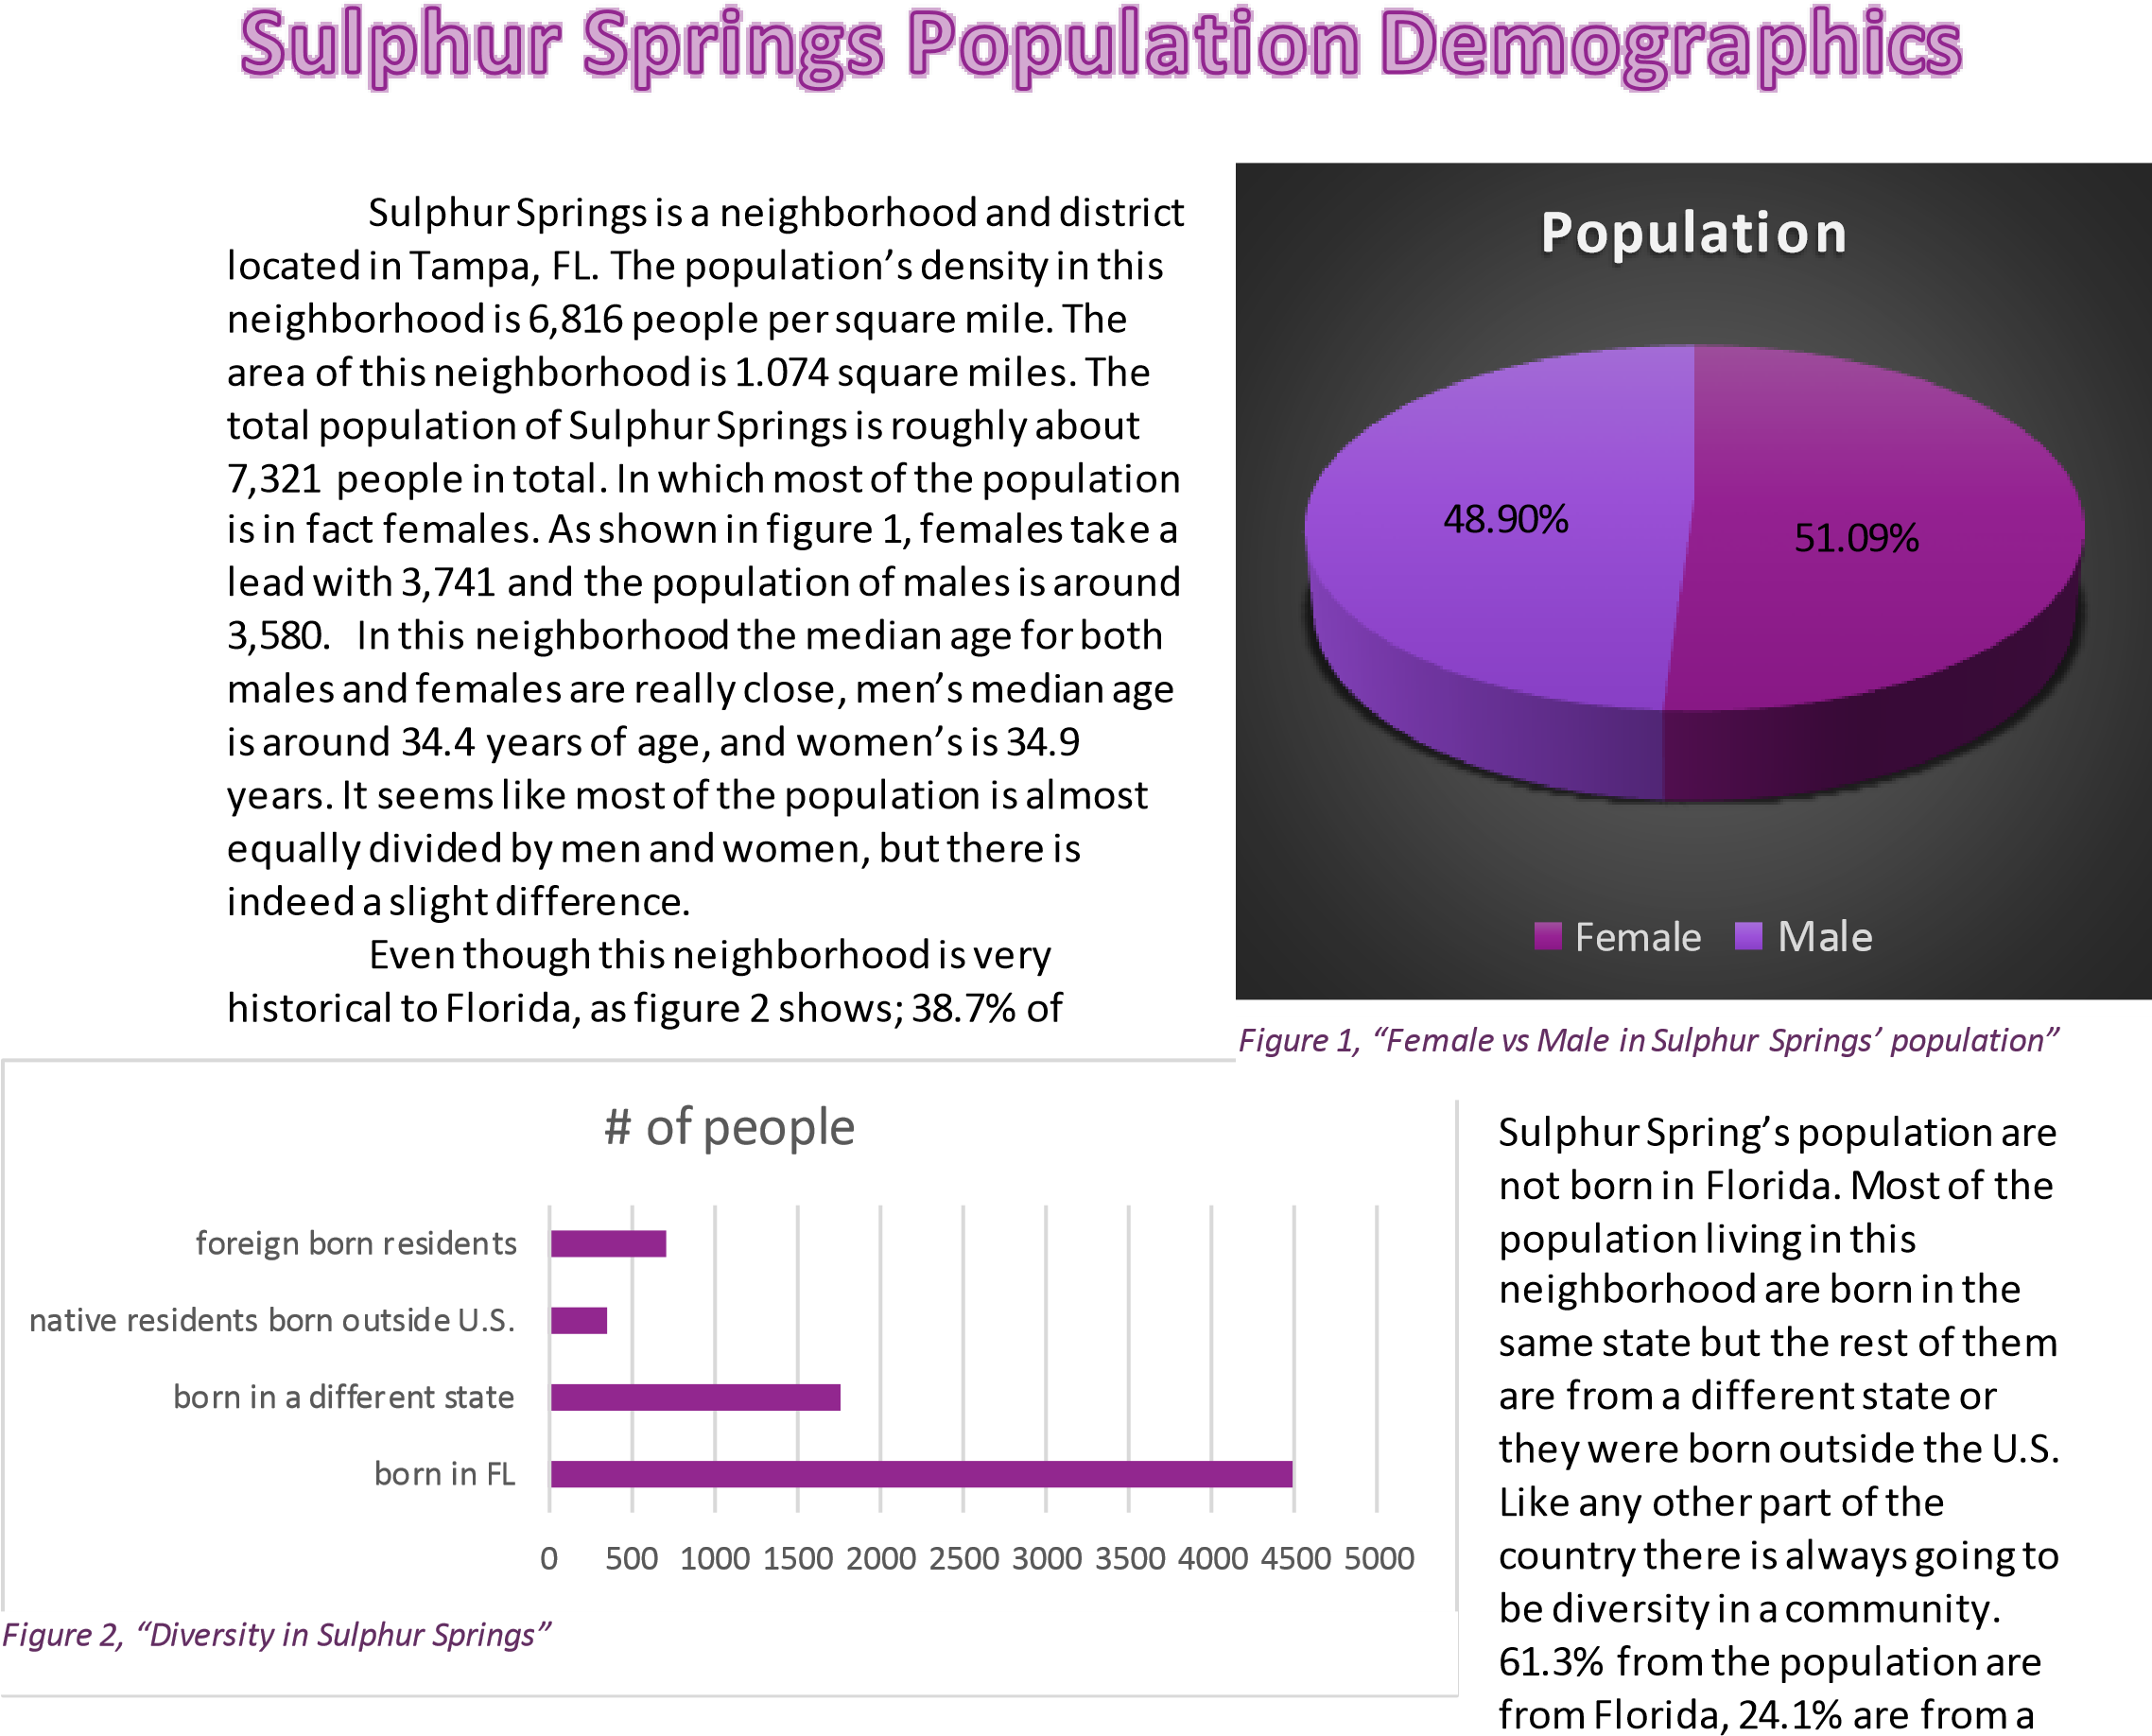 Sulphur Springs Population Demographics
Sulphur Springs is a neighborhood and district
located in Tampa, FL. The population’s density in this
neighborhood is 6,816 people per square mile. The
area of this neighborhood is 1.074 square miles. The
total population of Sulphur Springs is roughly about
7,321 people in total. In which most of the population
is in fact females. As shown in figure 1, females take a
lead with 3,741 and the population of males is around
3,580. In this neighborhood the median age for both
males and females are really close, men’s median age
is around 34.4 years of age, and women’s is 34.9
years. It seems like most of the population is almost
equally divided by men and women, but there is
indeed a slight difference.
Even though this neighborhood is very
historical to Florida, as figure 2 shows; 38.7% of
Population
48.90%
51.09%
Female Male
Figure 1, “Female vs Male in Sulphur Springs’ population”
# of people
foreign born residents
native residents born outside U.S.
born in a different state
born in FL
0 500 1000 1500 2000 2500 3000 3500 4000 4500 5000
Figure 2, “Diversity in Sulphur Springs”
Sulphur Spring’s population are
not born in Florida. Most of the
population living in this
neighborhood are born in the
same state but the rest of them
are from a different state or
they were born outside the U.S.
Like any other part of the
country there is always going to
be diversity in a community.
61.3% from the population are
from Florida, 24.1% are from a